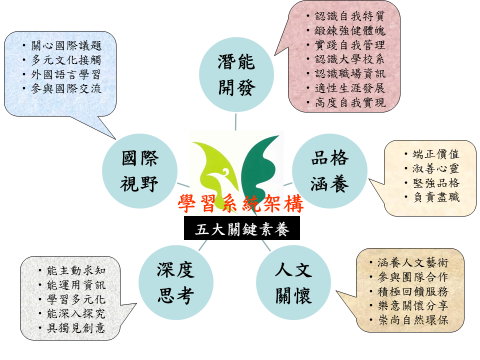 潛能
開發
• 認識自我特質
• 鍛鍊強健體魄
• 實踐自我管理
• 認識大學校系
• 認識職場資訊
• 適性生涯發展
• 高度自我實現
• 關心國際議題
• 多元文化接觸
• 外國語言學習
• 參與國際交流
國際
視野
品格
涵養
• 端正價值
• 淑善心靈
• 堅強品格
• 負責盡職
學習系統架構
五大關鍵素養
深度
思考
• 能主動求知
• 能運用資訊
• 學習多元化
• 能深入探究
• 具獨見創意
人文
關懷
• 涵養人文藝術
• 參與團隊合作
• 積極回饋服務
• 樂意關懷分享
• 崇尚自然環保